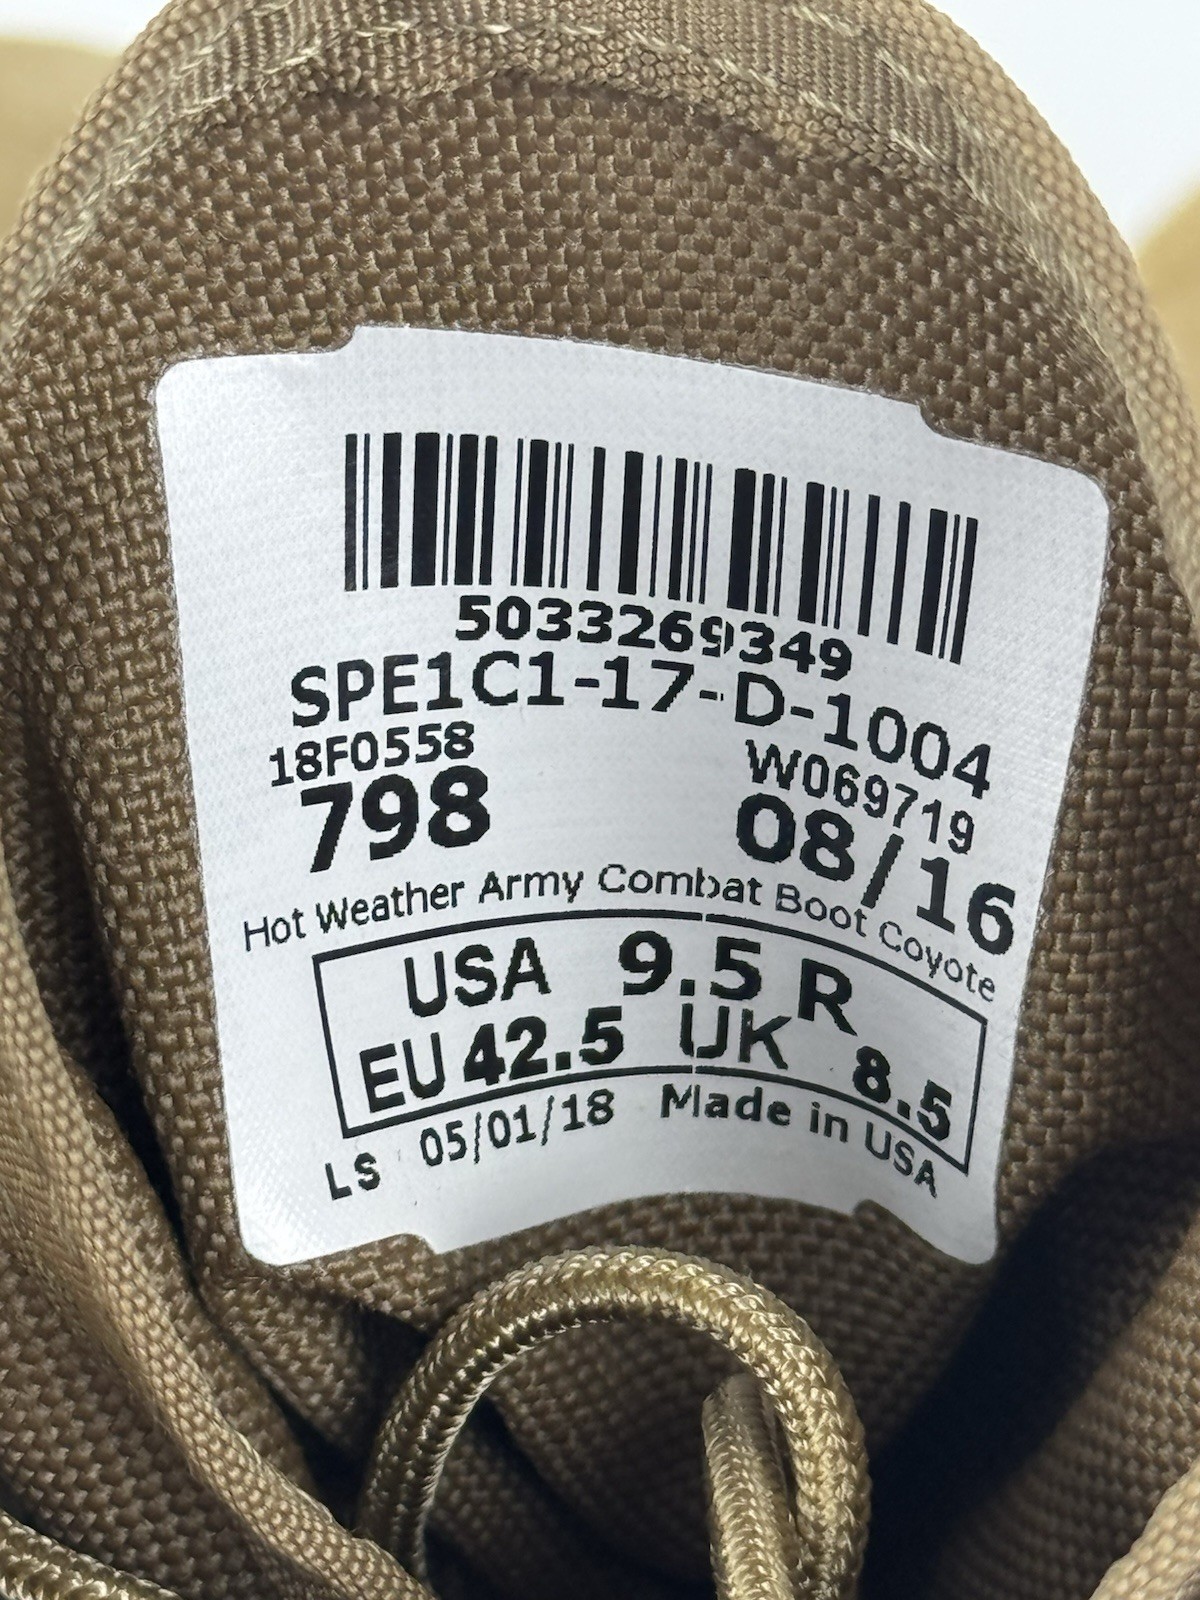 5033269349
SPE1C1-17-D-1004
18F0558 W069719
798 08/16
Hot Weather Army Combat Boot Coyote
USA 9.5 R
EU 42.5 UK 8.5
LS 05/01/18 Made in USA